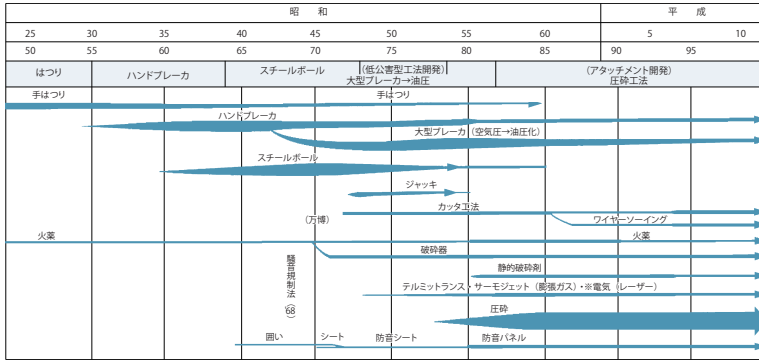 昭 和 平 成
25 30 35 40 45 50 55 60 5 10
50 55 60 65 70 75 80 85 90 95
はつり ハンドブレーカ スチールボール (低公害型工法開発) (アタッチメント開発)
大型ブレーカ→油圧 圧砕工法
手はつり 手はつり
ハンドブレーカ
大型ブレーカ(空気圧→油圧化)
スチールボール
ジャッキ
カッタ工法
(万博) ワイヤーソーイング
火薬 火薬
破砕器
騒音規制法(68)
静的破砕剤
テルミットランス・サーモジェット(膨張ガス)・※電気(レーザー)
圧砕
囲い シート 防音シート 防音パネル